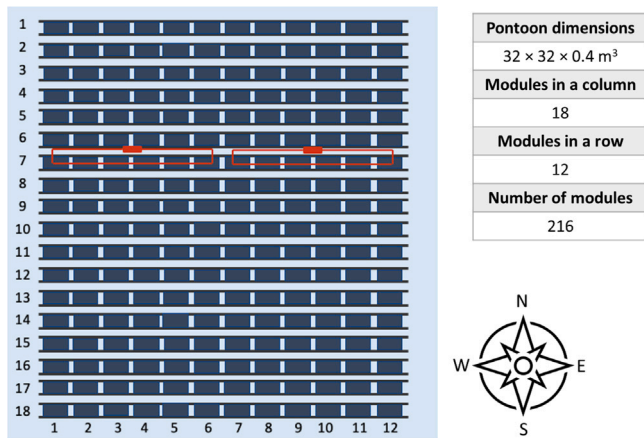 1
2
3
4
5
6
7
8
9
10
11
12
13
14
15
16
17
18
1 2 3 4 5 6 7 8 9 10 11 12
Pontoon dimensions
32 × 32 × 0.4 m³
Modules in a column
18
Modules in a row
12
Number of modules
216
N
W E
S